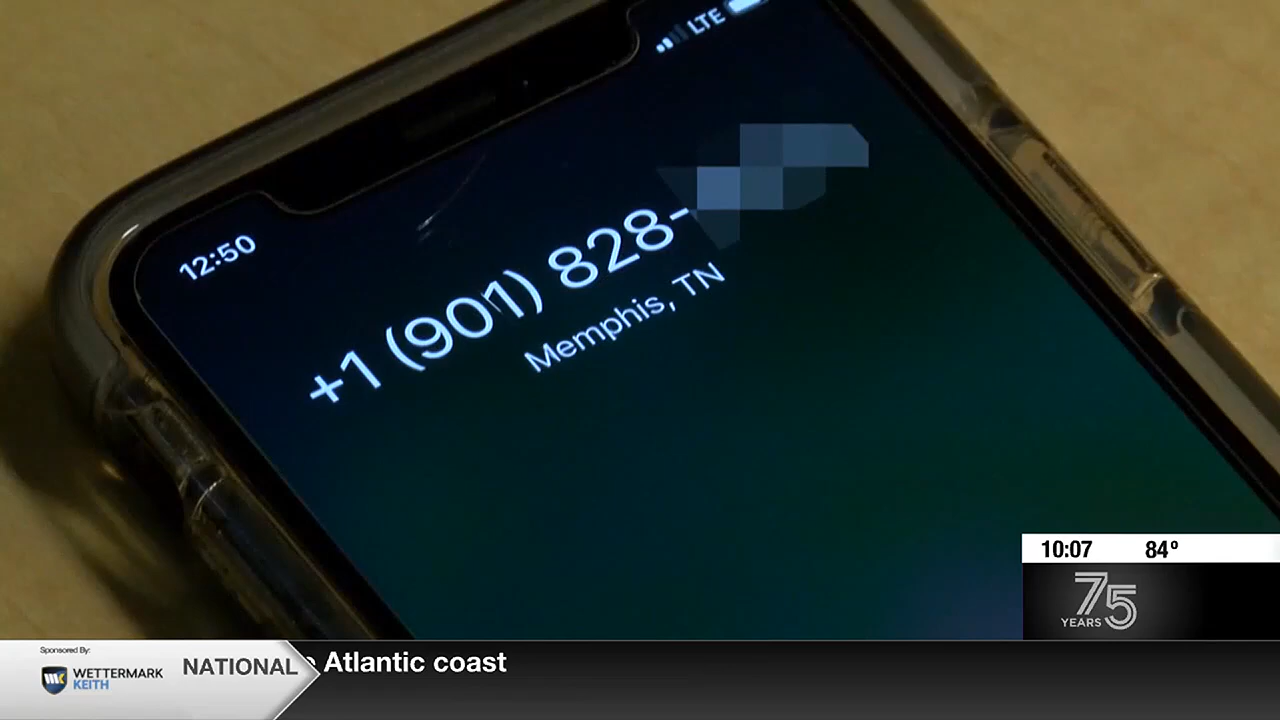 LTE
12:50
+1 (901) 828-
Memphis, TN
10:07 84°
75
YEARS
Sponsored By:
WETTERMARK
KEITH
NATIONAL
Atlantic coast